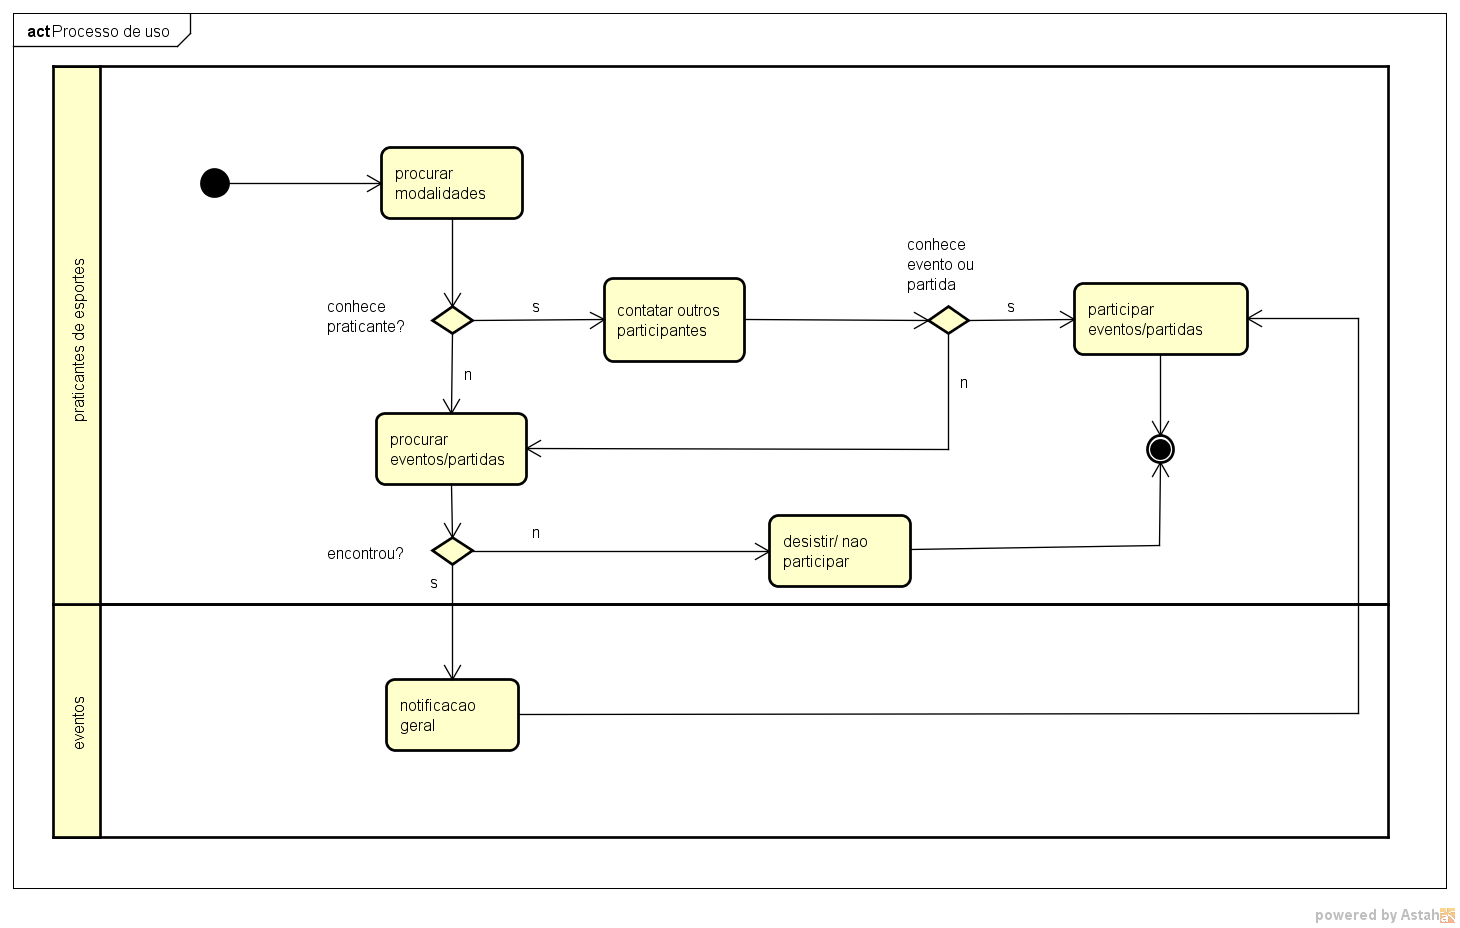 act Processo de uso
praticantes de esportes
procurar
modalidades
conhece
praticante?
s
contatar outros
participantes
conhece
evento ou
partida
s
participar
eventos/partidas
n
n
procurar
eventos/partidas
encontrou?
n
s
desistir/ nao
participar
eventos
notificacao
geral
powered by Astah